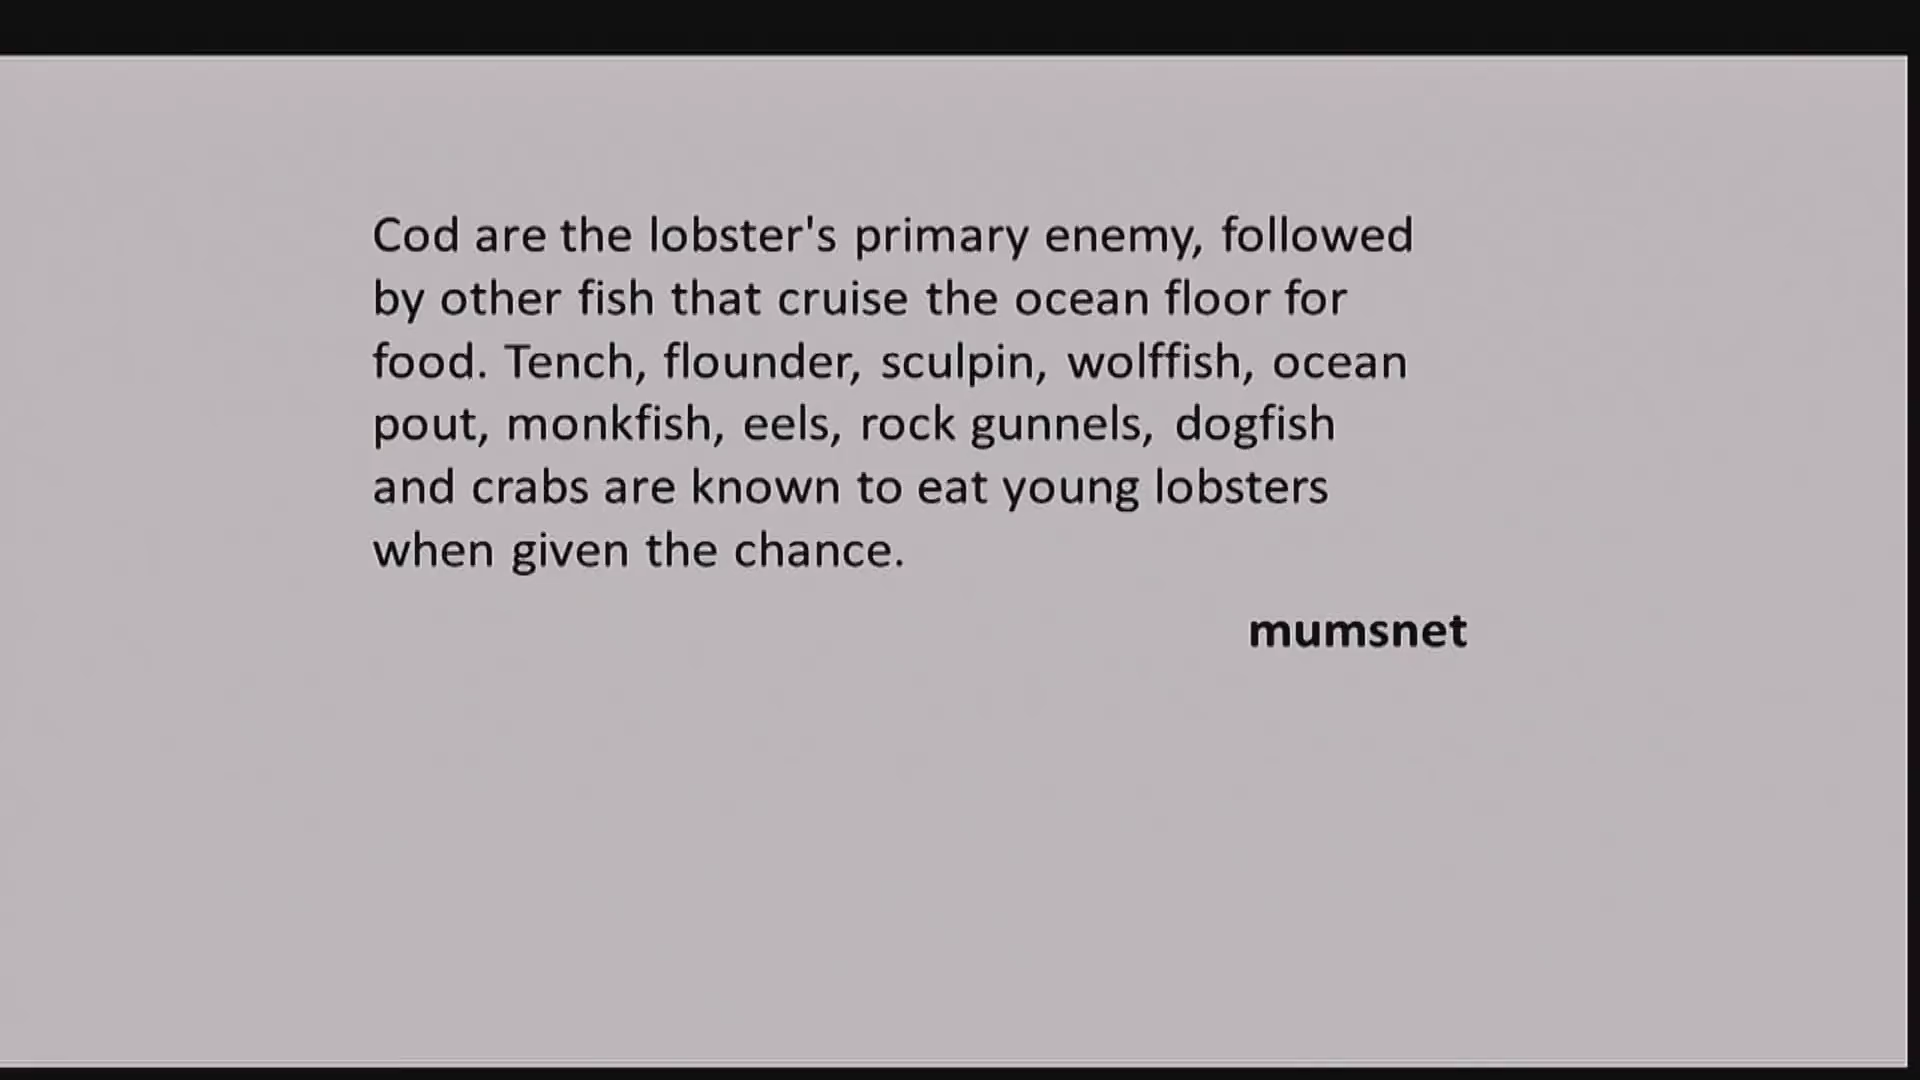 Cod are the lobster's primary enemy, followed
by other fish that cruise the ocean floor for
food. Tench, flounder, sculpin, wolffish, ocean
pout, monkfish, eels, rock gunnels, dogfish
and crabs are known to eat young lobsters
when given the chance.
mumsnet